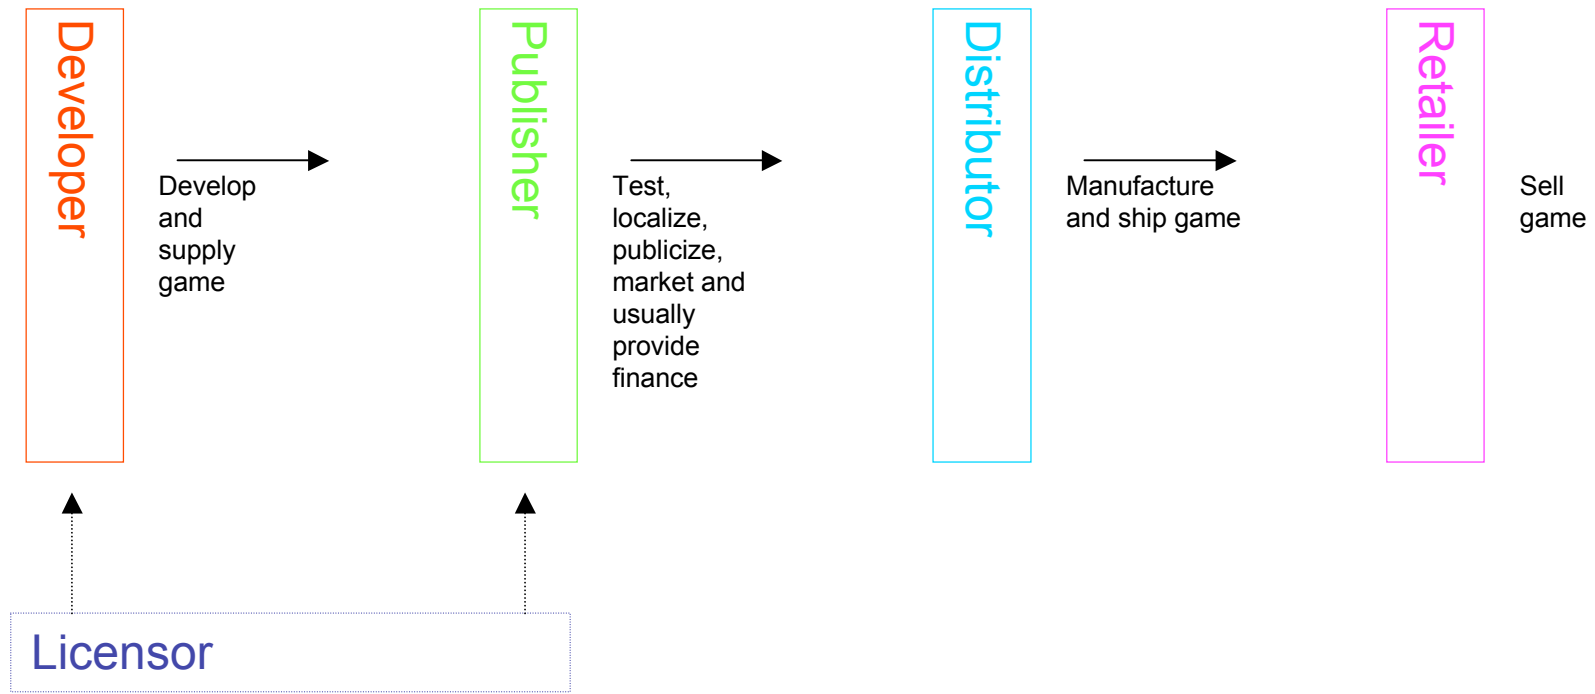 Developer
Develop
and
supply
game
Publisher
Test,
localize,
publicize,
market and
usually
provide
finance
Distributor
Manufacture
and ship game
Retailer
Sell
game
Licensor